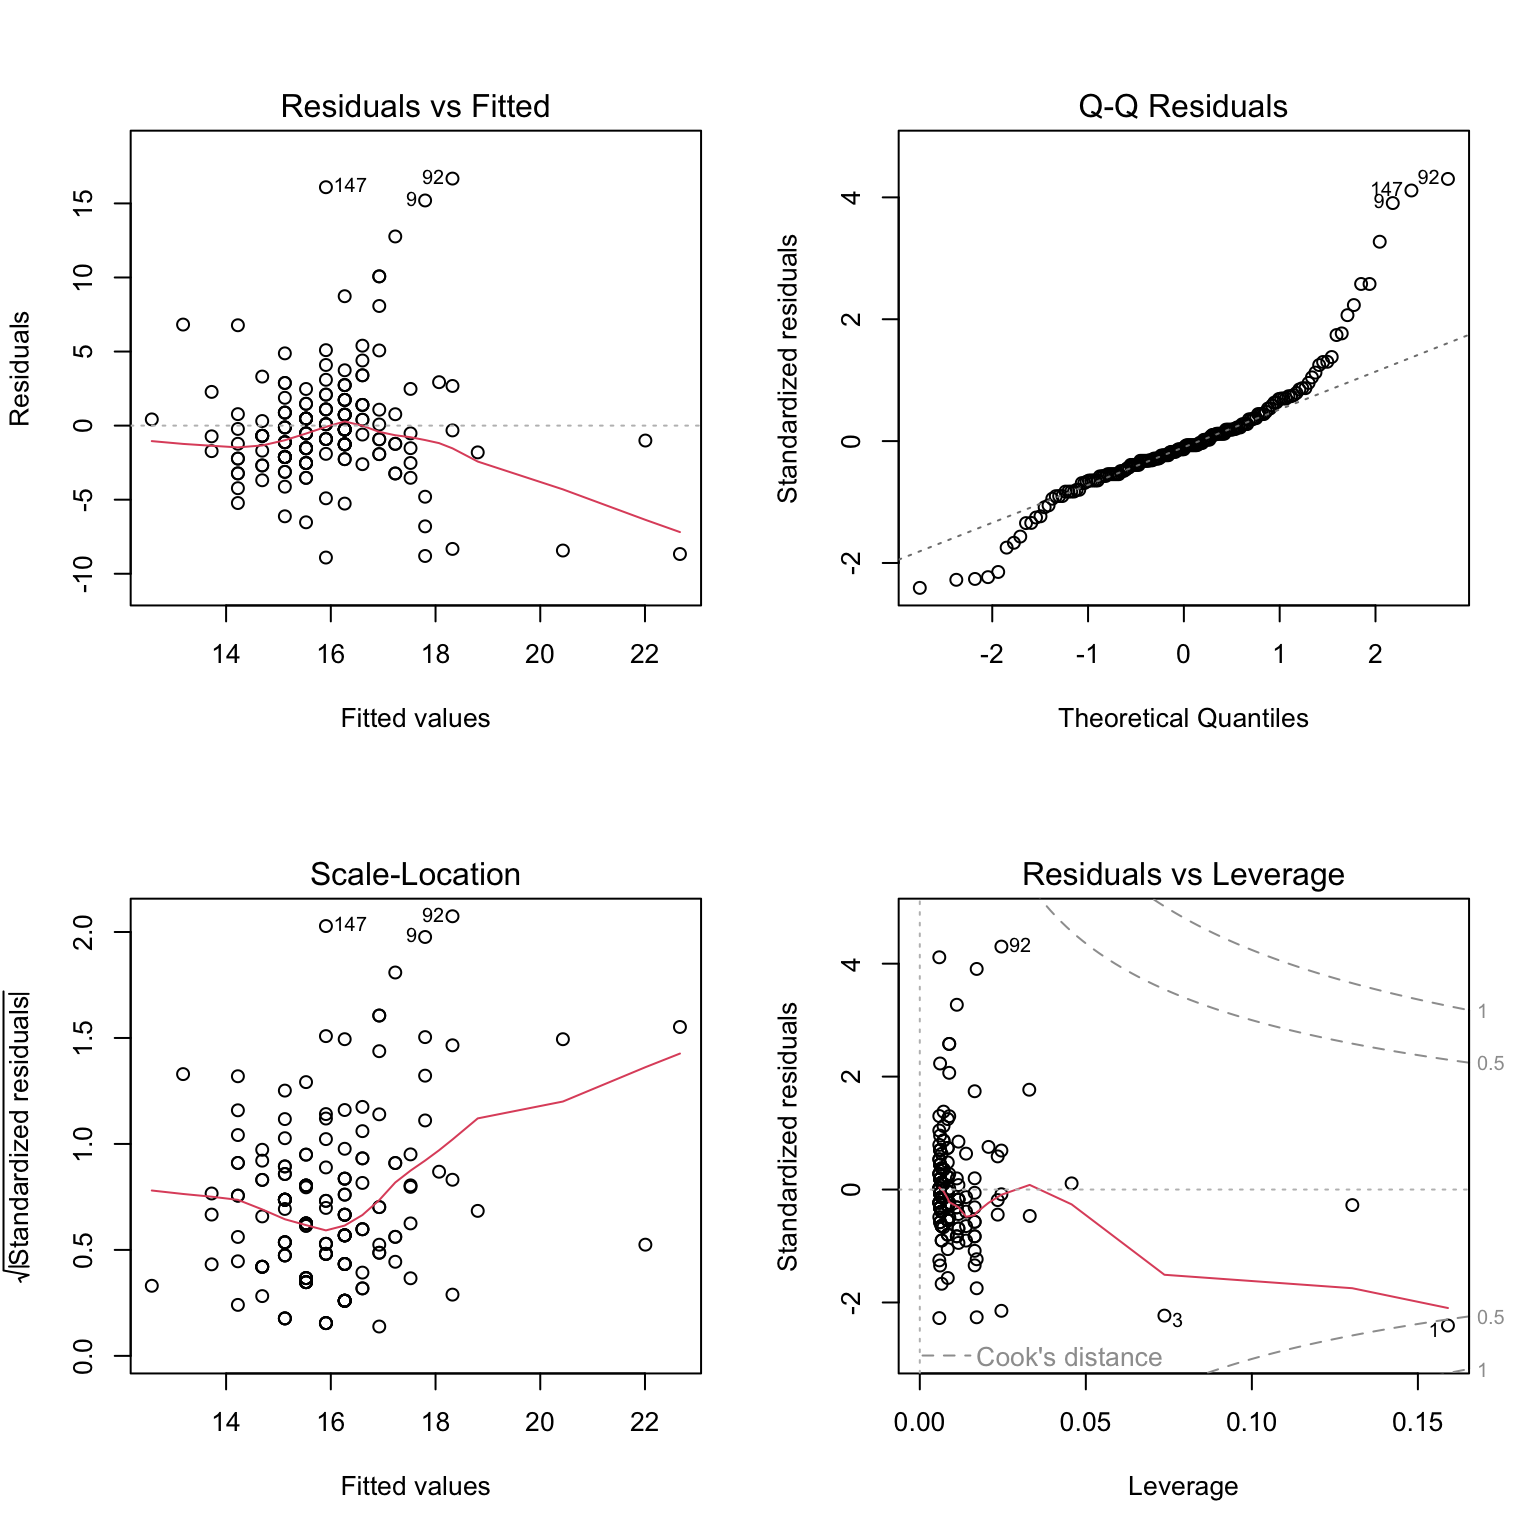 Residuals vs Fitted
Residuals
15
10
5
0
-5
-10
147
92
9
14 16 18 20 22
Fitted values
Q-Q Residuals
Standardized residuals
4
2
0
-2
147
92
9
-2 -1 0 1 2
Theoretical Quantiles
Scale-Location
√|Standardized residuals|
2.0
1.5
1.0
0.5
0.0
147
92
9
14 16 18 20 22
Fitted values
Residuals vs Leverage
Standardized residuals
4
2
0
-2
92
3
1
1
0.5
0.5
1
Cook's distance
0.00 0.05 0.10 0.15
Leverage